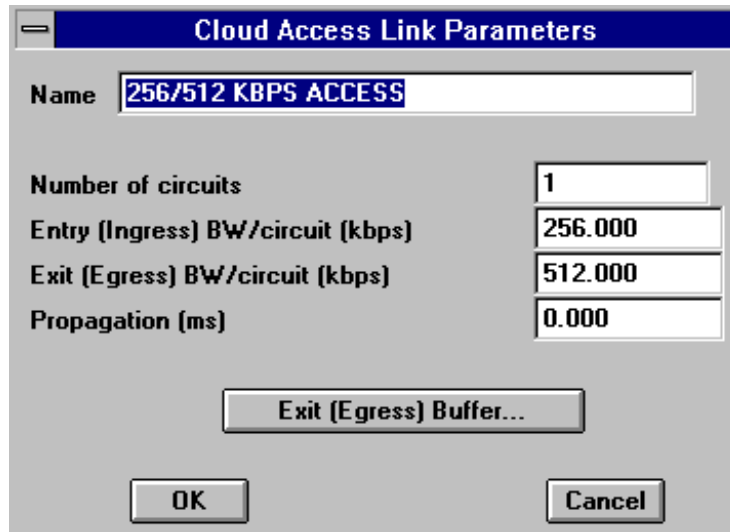 Cloud Access Link Parameters
Name 256/512 KBPS ACCESS
Number of circuits 1
Entry (Ingress) BW/circuit (kbps) 256.000
Exit (Egress) BW/circuit (kbps) 512.000
Propagation (ms) 0.000
Exit (Egress) Buffer...
OK Cancel